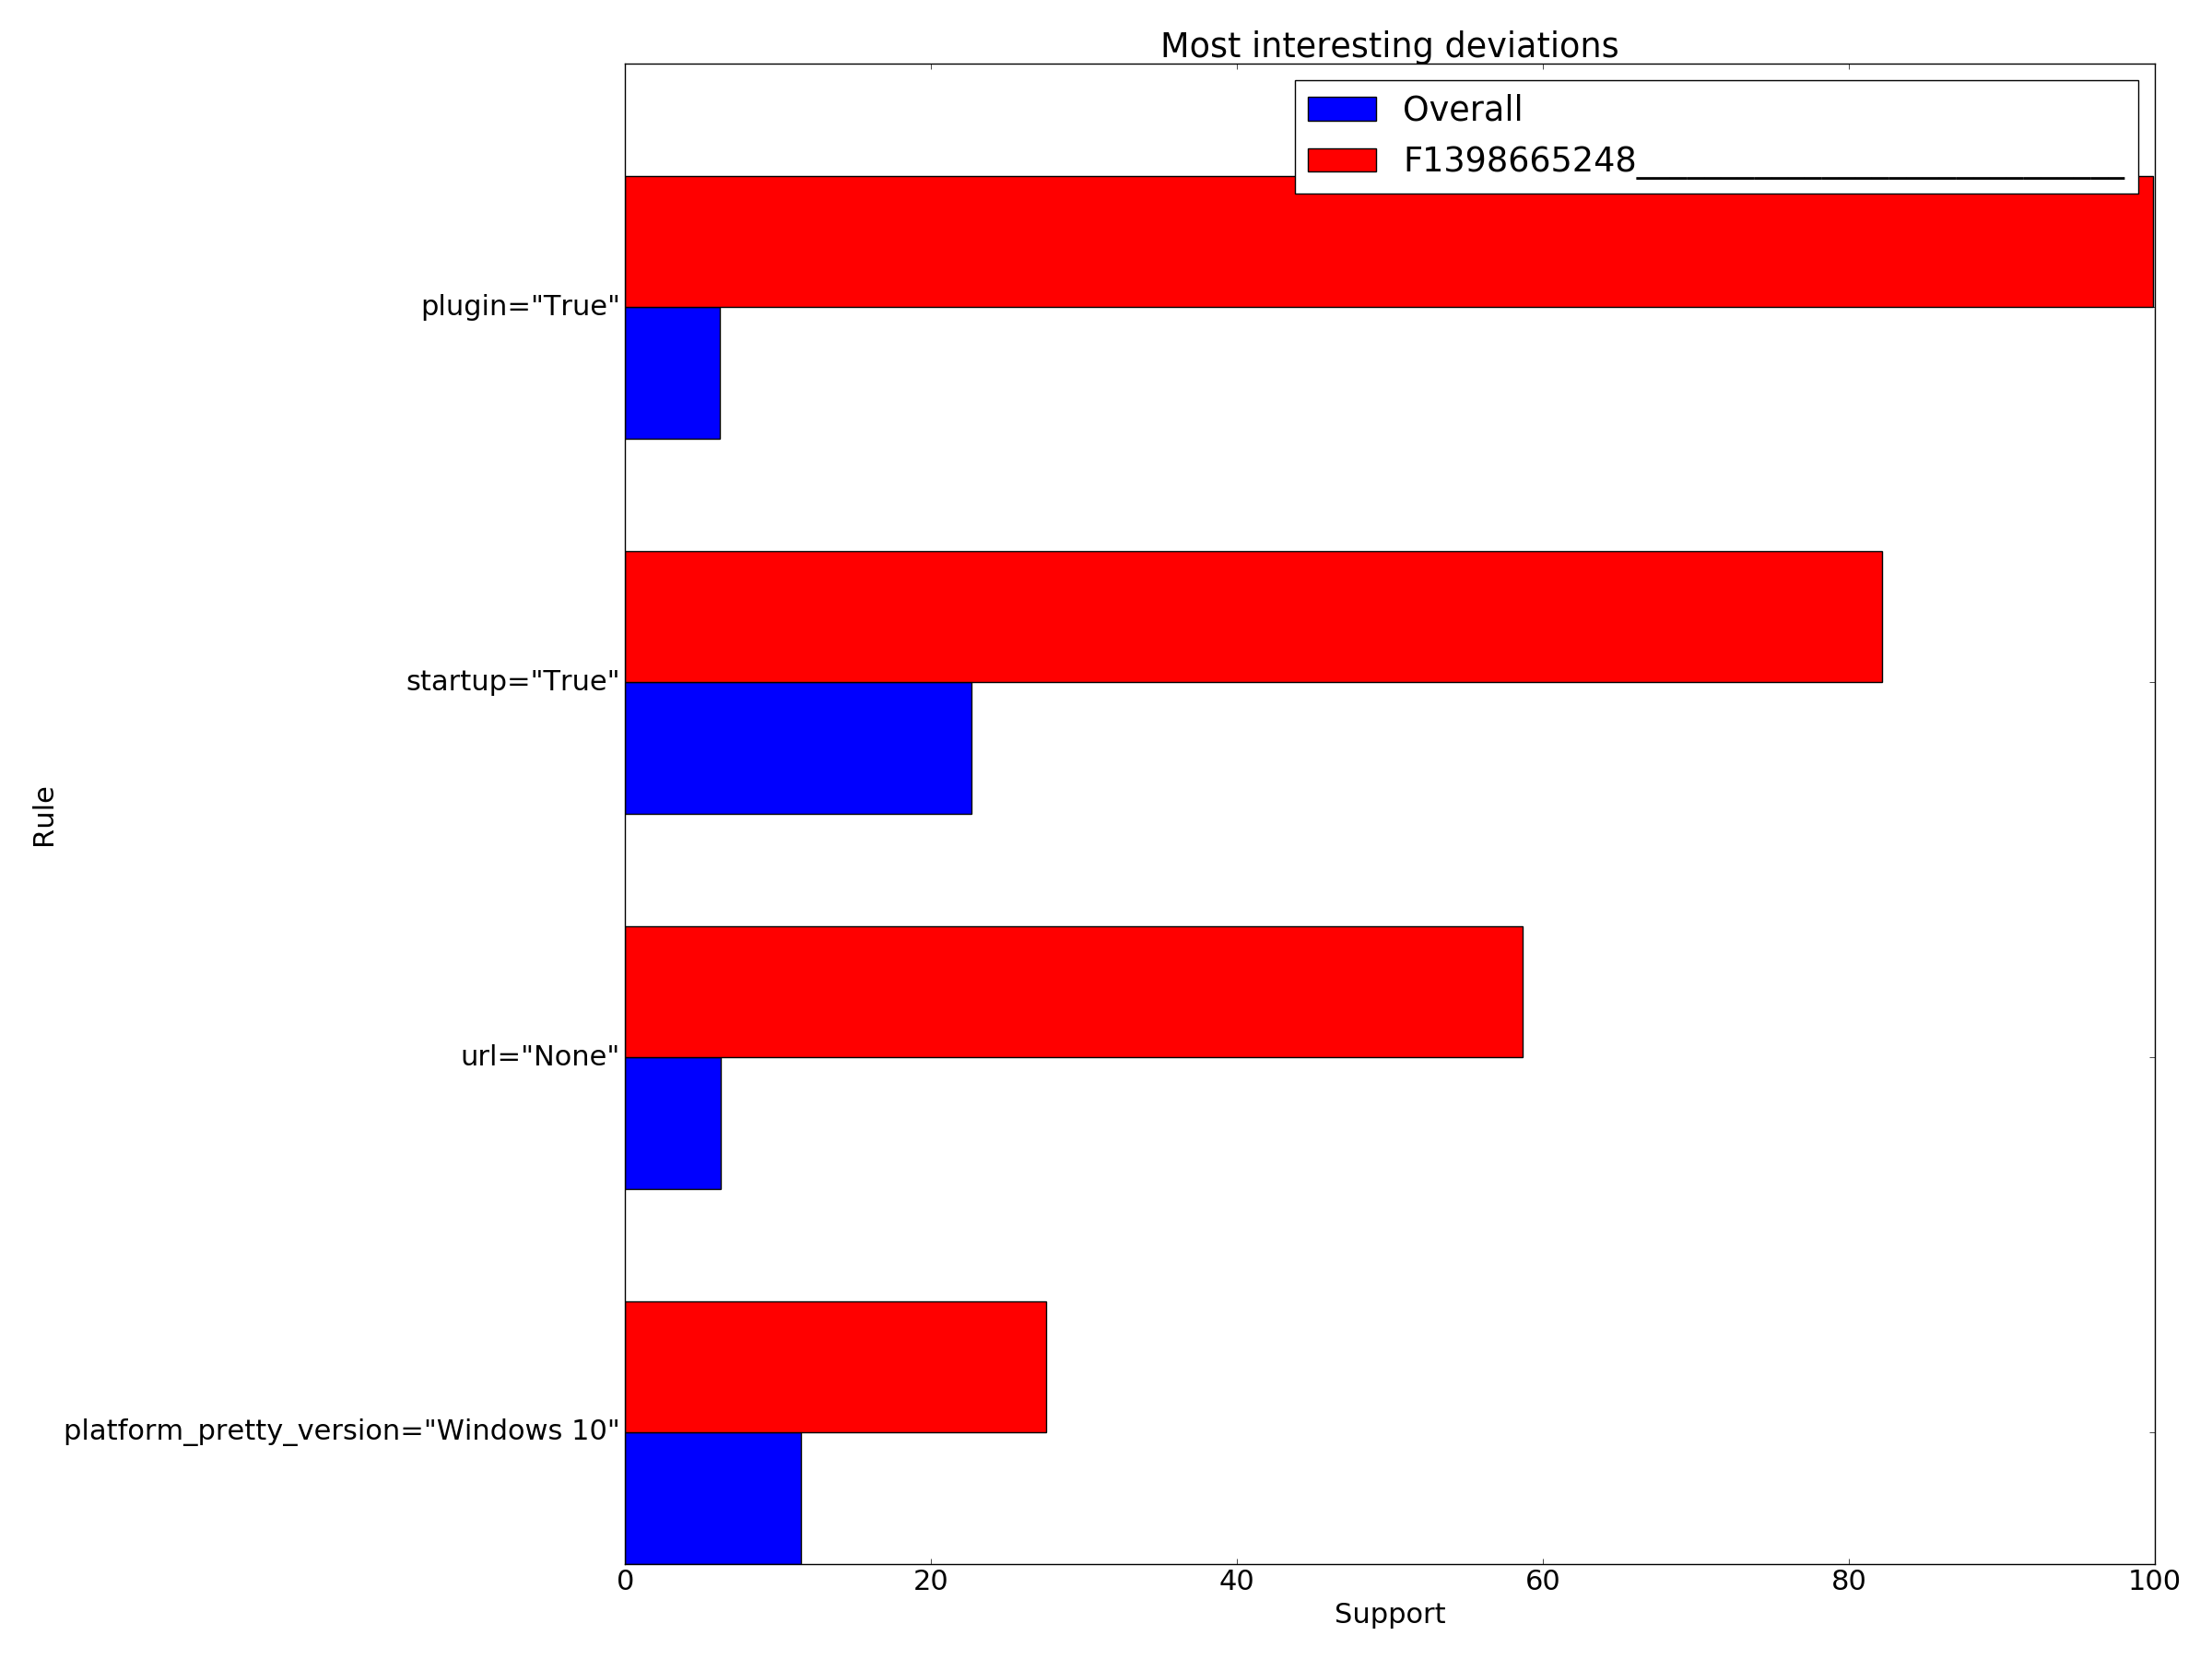 Most interesting deviations
Overall
F1398665248_____________________________
plugin="True"
startup="True"
url="None"
platform_pretty_version="Windows 10"
Rule
0 20 40 60 80 100
Support